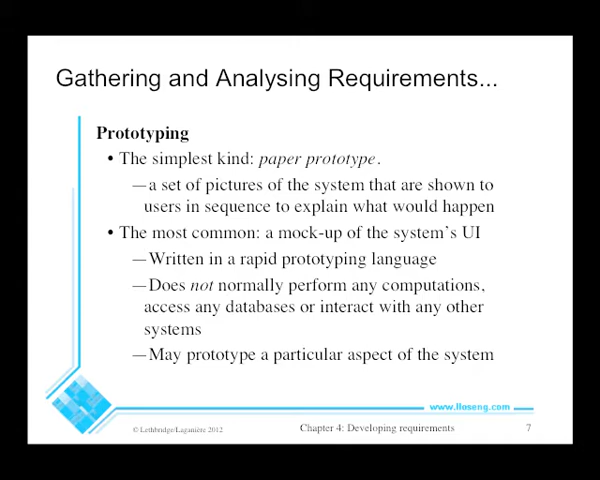 Gathering and Analysing Requirements...
Prototyping
• The simplest kind: paper prototype.
—a set of pictures of the system that are shown to
users in sequence to explain what would happen
• The most common: a mock-up of the system's UI
—Written in a rapid prototyping language
—Does not normally perform any computations,
access any databases or interact with any other
systems
—May prototype a particular aspect of the system
www.lloseng.com
© Lethbridge/Laganière 2012
Chapter 4: Developing requirements
7